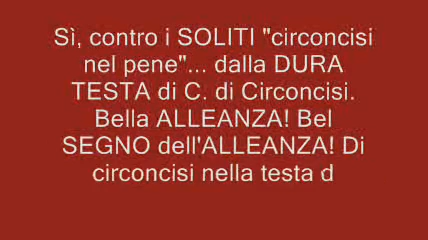 Sì, contro i SOLITI "circoncisi
nel pene"... dalla DURA
TESTA di C. di Circoncisi.
Bella ALLEANZA! Bel
SEGNO dell'ALLEANZA! Di
circoncisi nella testa d